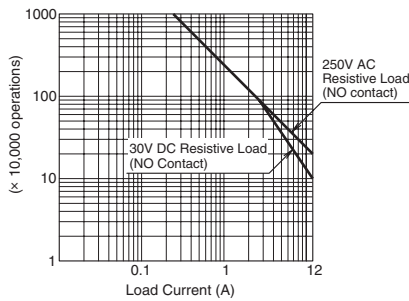 1000
100
10
1
(× 10,000 operations)
250V AC
Resistive Load
(NO contact)
30V DC Resistive Load
(NO Contact)
0.1
1
12
Load Current (A)